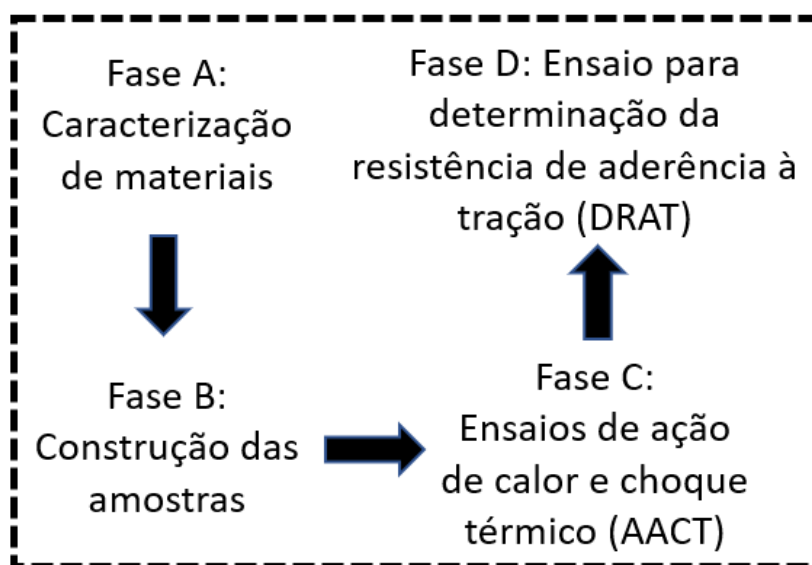 Fase A:
Caracterização
de materiais
Fase B:
Construção das
amostras
Fase C:
Ensaios de ação
de calor e choque
térmico (AACT)
Fase D: Ensaio para
determinação da
resistência de aderência à
tração (DRAT)